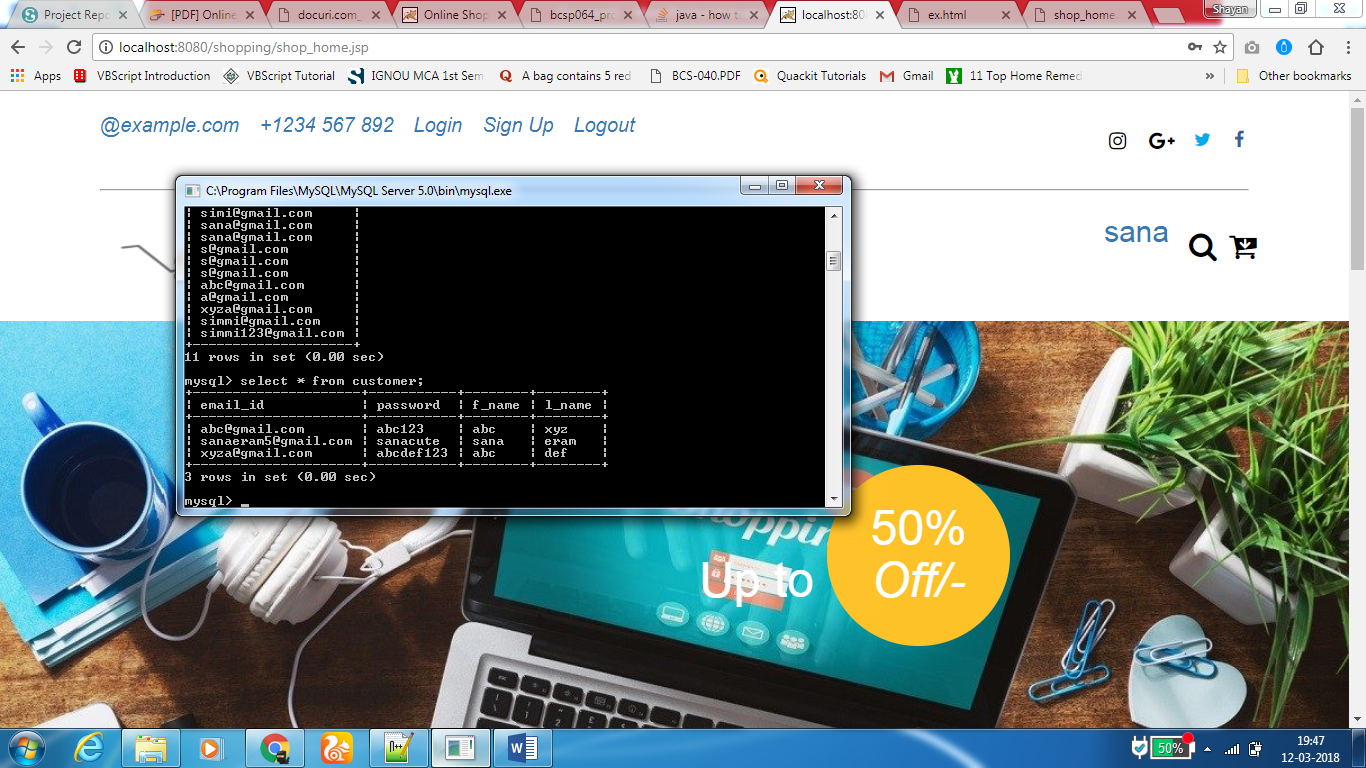 Project Repo
[PDF] Online
docuri.com_
Online Shop
bcsp064_pro
java - how t
localhost:80
ex.html
shop_home.
Shayan
localhost:8080/shopping/shop_home.jsp
Apps
VBScript Introduction
VBScript Tutorial
IGNOU MCA 1st Sem
A bag contains 5 red
BCS-040.PDF
Quackit Tutorials
Gmail
11 Top Home Remed
»
Other bookmarks
@example.com +1234 567 892 Login Sign Up Logout
G+
f
sana
C:\Program Files\MySQL\MySQL Server 5.0\bin\mysql.exe
| simi@gmail.com |
| sana@gmail.com |
| sana@gmail.com |
| s@gmail.com |
| s@gmail.com |
| s@gmail.com |
| abc@gmail.com |
| a@gmail.com |
| xyza@gmail.com |
| simmi@gmail.com |
| simmi123@gmail.com |
+--------------------+
11 rows in set (0.00 sec)
mysql> select * from customer;
+---------------------+-----------+--------+--------+
| email_id | password | f_name | l_name |
+---------------------+-----------+--------+--------+
| abc@gmail.com | abc123 | abc | xyz |
| sanaeram5@gmail.com | sanacute | sana | eram |
| xyza@gmail.com | abcdef123 | abc | def |
+---------------------+-----------+--------+--------+
3 rows in set (0.00 sec)
mysql> _
Up to
50%
Off/-
50%
19:47
12-03-2018